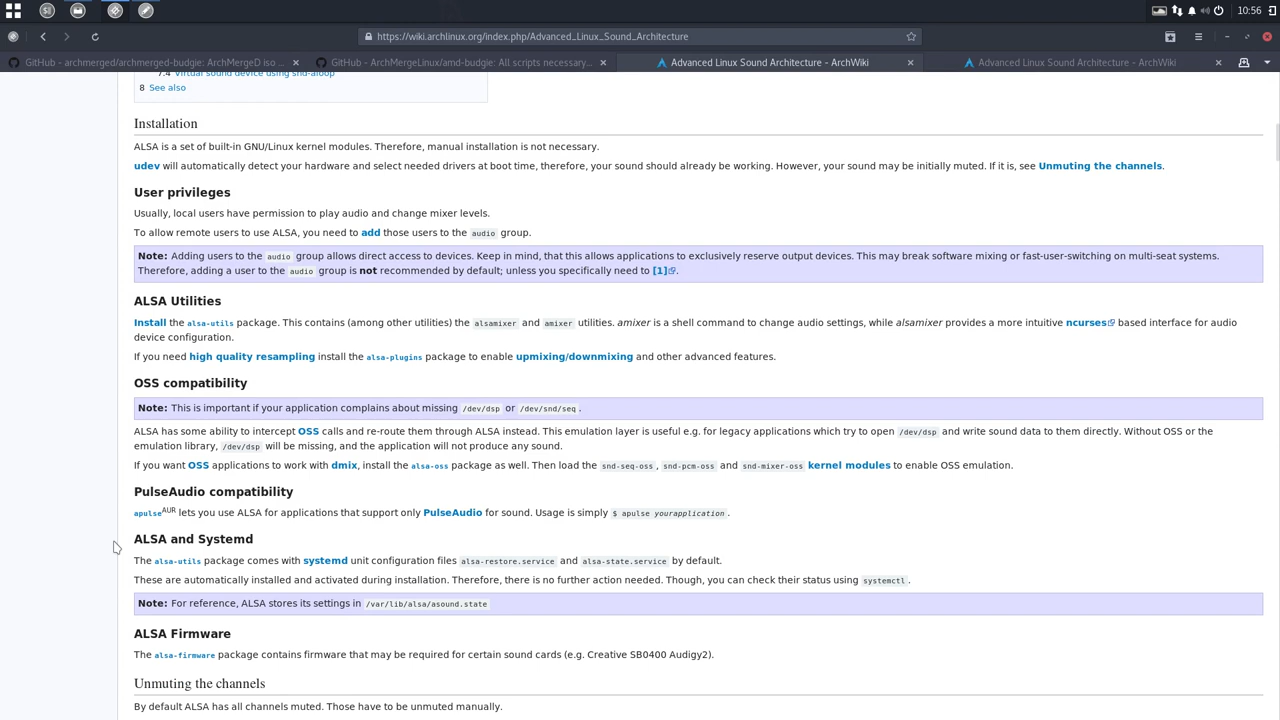 10:56
https://wiki.archlinux.org/index.php/Advanced_Linux_Sound_Architecture
GitHub - archmerged/archmerged-budgie: ArchMergeD iso ...
GitHub - ArchMergeLinux/amd-budgie: All scripts necessary...
Advanced Linux Sound Architecture - ArchWiki
Advanced Linux Sound Architecture - ArchWiki
7.4 Virtual sound device using snd-aloop
8 See also
Installation
ALSA is a set of built-in GNU/Linux kernel modules. Therefore, manual installation is not necessary.
udev will automatically detect your hardware and select needed drivers at boot time, therefore, your sound should already be working. However, your sound may be initially muted. If it is, see Unmuting the channels.
User privileges
Usually, local users have permission to play audio and change mixer levels.
To allow remote users to use ALSA, you need to add those users to the audio group.
Note: Adding users to the audio group allows direct access to devices. Keep in mind, that this allows applications to exclusively reserve output devices. This may break software mixing or fast-user-switching on multi-seat systems.
Therefore, adding a user to the audio group is not recommended by default; unless you specifically need to [1].
ALSA Utilities
Install the alsa-utils package. This contains (among other utilities) the alsamixer and amixer utilities. amixer is a shell command to change audio settings, while alsamixer provides a more intuitive ncurses based interface for audio
device configuration.
If you need high quality resampling install the alsa-plugins package to enable upmixing/downmixing and other advanced features.
OSS compatibility
Note: This is important if your application complains about missing /dev/dsp or /dev/snd/seq.
ALSA has some ability to intercept OSS calls and re-route them through ALSA instead. This emulation layer is useful e.g. for legacy applications which try to open /dev/dsp and write sound data to them directly. Without OSS or the
emulation library, /dev/dsp will be missing, and the application will not produce any sound.
If you want OSS applications to work with dmix, install the alsa-oss package as well. Then load the snd-seq-oss, snd-pcm-oss and snd-mixer-oss kernel modules to enable OSS emulation.
PulseAudio compatibility
apulseAUR lets you use ALSA for applications that support only PulseAudio for sound. Usage is simply $ apulse yourapplication.
ALSA and Systemd
The alsa-utils package comes with systemd unit configuration files alsa-restore.service and alsa-state.service by default.
These are automatically installed and activated during installation. Therefore, there is no further action needed. Though, you can check their status using systemctl.
Note: For reference, ALSA stores its settings in /var/lib/alsa/asound.state
ALSA Firmware
The alsa-firmware package contains firmware that may be required for certain sound cards (e.g. Creative SB0400 Audigy2).
Unmuting the channels
By default ALSA has all channels muted. Those have to be unmuted manually.